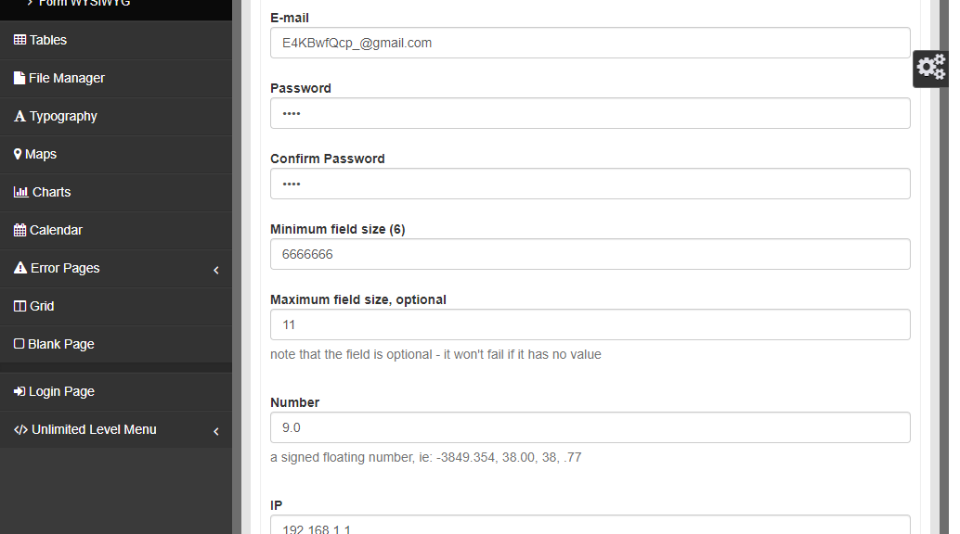 Form WYSIWYG
Tables
File Manager
Typography
Maps
Charts
Calendar
Error Pages
Grid
Blank Page
Login Page
Unlimited Level Menu
E-mail
E4KBwfQcp_@gmail.com
Password
••••
Confirm Password
••••
Minimum field size (6)
6666666
Maximum field size, optional
11
note that the field is optional - it won't fail if it has no value
Number
9.0
a signed floating number, ie: -3849.354, 38.00, 38, .77
IP
192.168.1.1